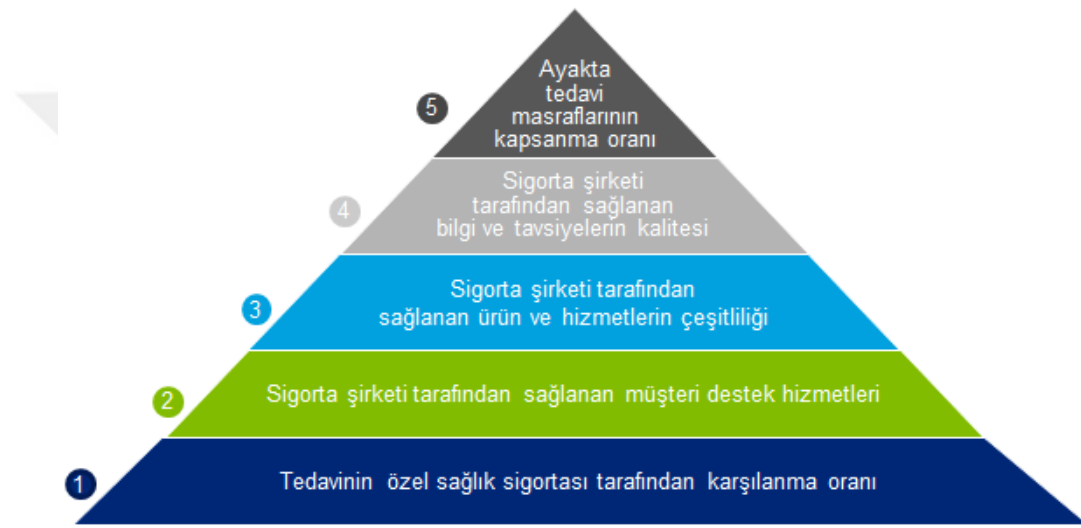 5
Ayakta
tedavi
masraflarının
kapsanma oranı
4
Sigorta şirketi
tarafından sağlanan
bilgi ve tavsiyelerin kalitesi
3
Sigorta şirketi tarafından
sağlanan ürün ve hizmetlerin çeşitliliği
2
Sigorta şirketi tarafından sağlanan müşteri destek hizmetleri
1
Tedavinin özel sağlık sigortası tarafından karşılanma oranı